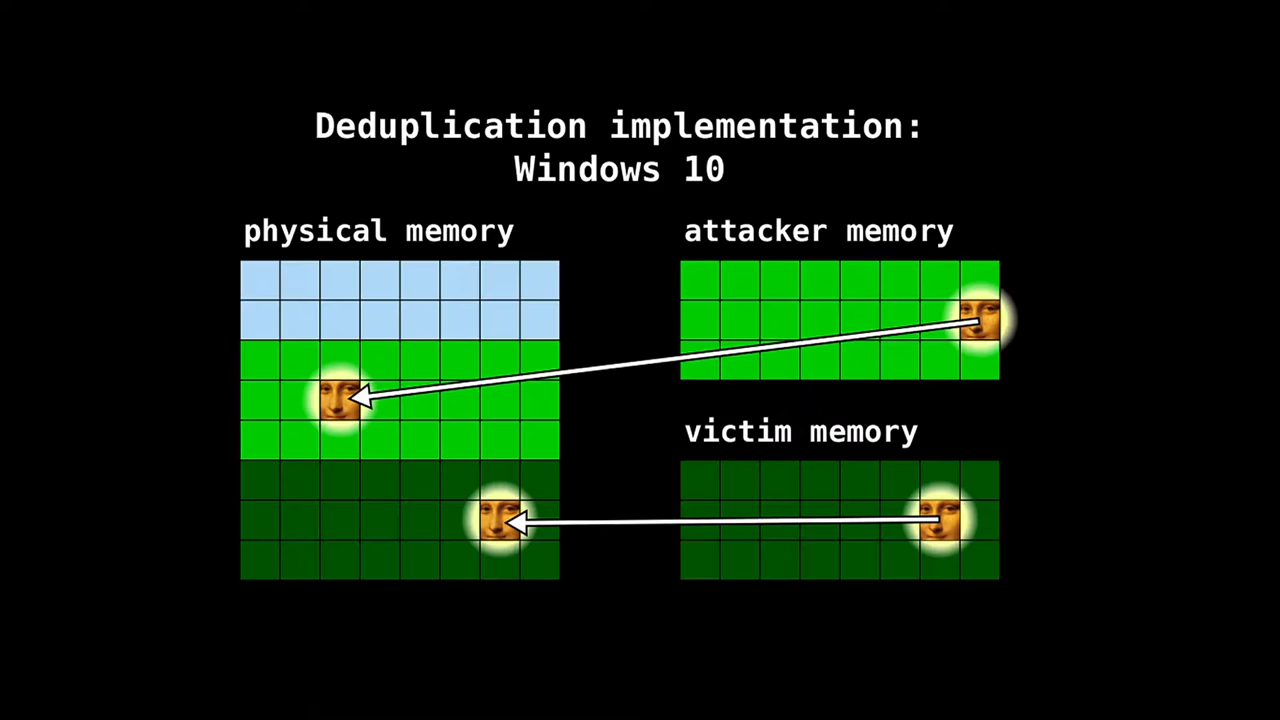 Deduplication implementation:
Windows 10
physical memory
attacker memory
victim memory